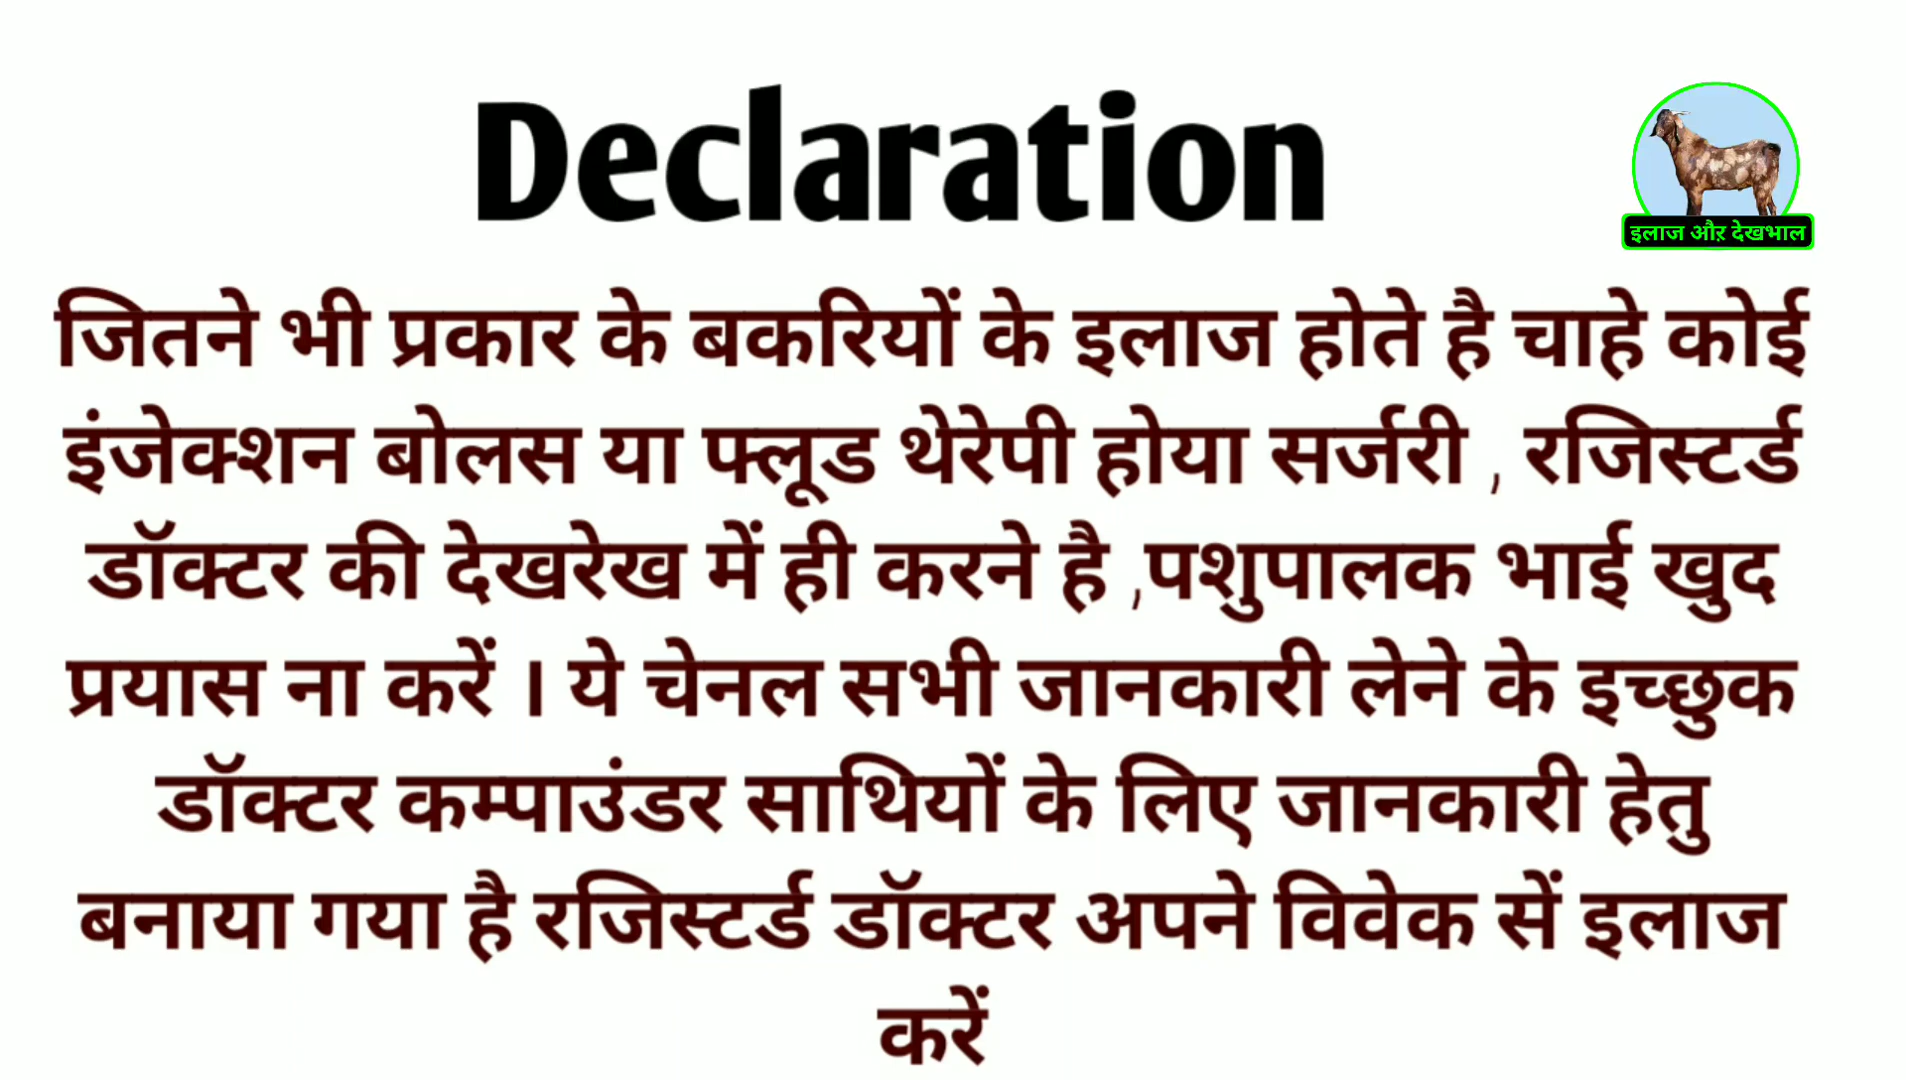 Declaration
इलाज और देखभाल
जितने भी प्रकार के बकरियों के इलाज होते है चाहे कोई
इंजेक्शन बोलस या फ्लूड थेरेपी होया सर्जरी , रजिस्टर्ड
डॉक्टर की देखरेख में ही करने है ,पशुपालक भाई खुद
प्रयास ना करें । ये चेनल सभी जानकारी लेने के इच्छुक
डॉक्टर कम्पाउंडर साथियों के लिए जानकारी हेतु
बनाया गया है रजिस्टर्ड डॉक्टर अपने विवेक सें इलाज
करें